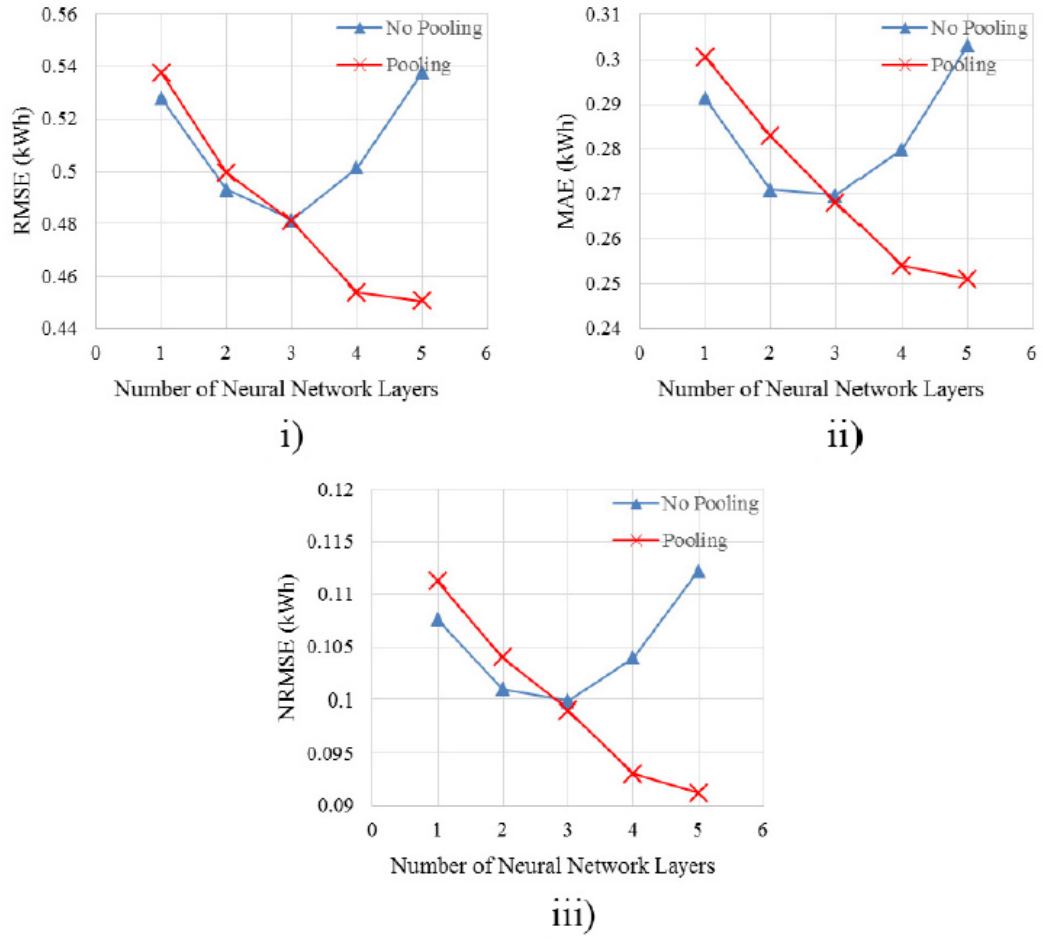 0.56
0.54
0.52
0.5
0.48
0.46
0.44
RMSE (kWh)
No Pooling
Pooling
0 1 2 3 4 5 6
Number of Neural Network Layers
i)
0.31
0.3
0.29
0.28
0.27
0.26
0.25
0.24
MAE (kWh)
No Pooling
Pooling
0 1 2 3 4 5 6
Number of Neural Network Layers
ii)
0.12
0.115
0.11
0.105
0.1
0.095
0.09
NRMSE (kWh)
No Pooling
Pooling
0 1 2 3 4 5 6
Number of Neural Network Layers
iii)